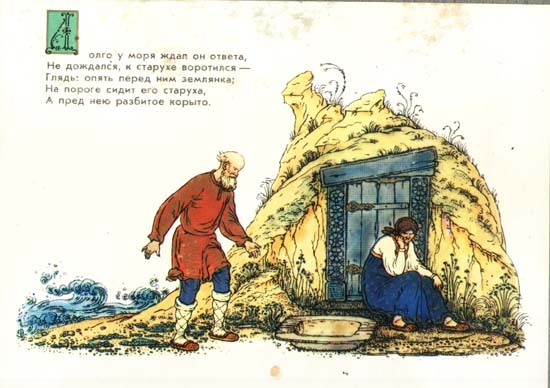 Долго у моря ждал он ответа,
Не дождался, к старухе воротился —
Глядь: опять перед ним землянка;
На пороге сидит его старуха,
А пред нею разбитое корыто.